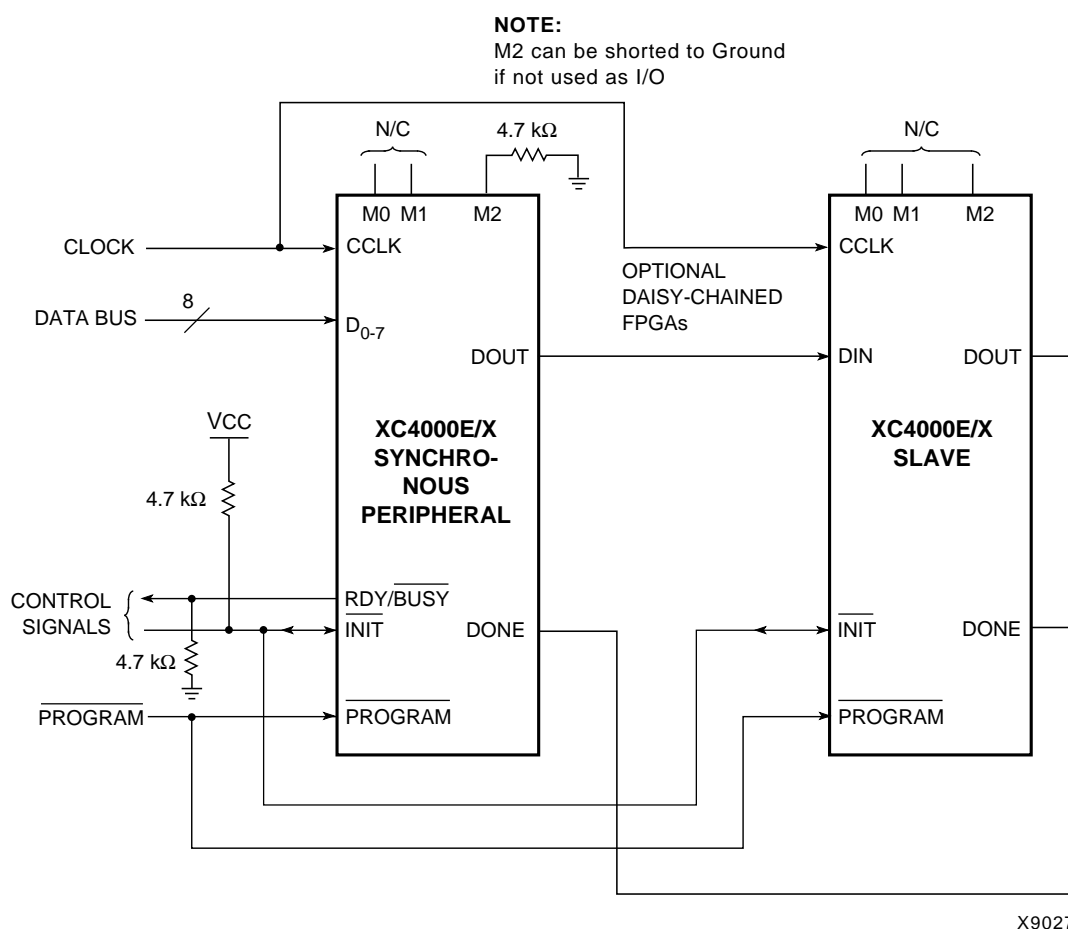 NOTE:
M2 can be shorted to Ground
if not used as I/O
N/C
4.7 kΩ
N/C
M0 M1 M2
M0 M1 M2
CLOCK
CCLK
CCLK
OPTIONAL
DAISY-CHAINED
FPGAs
8
DATA BUS
D0-7
DOUT
DIN
DOUT
VCC
XC4000E/X
SYNCHRO-
NOUS
PERIPHERAL
XC4000E/X
SLAVE
4.7 kΩ
CONTROL
SIGNALS
RDY/BUSY
INIT
DONE
INIT
DONE
4.7 kΩ
PROGRAM
PROGRAM
PROGRAM
X9027